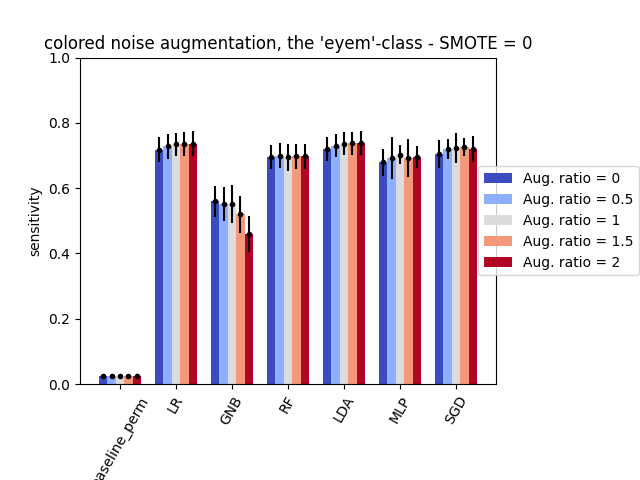 colored noise augmentation, the 'eyem'-class - SMOTE = 0
sensitivity
1.0
0.8
0.6
0.4
0.2
0.0
Aug. ratio = 0
Aug. ratio = 0.5
Aug. ratio = 1
Aug. ratio = 1.5
Aug. ratio = 2
aseline_perm
LR
GNB
RF
LDA
MLP
SGD